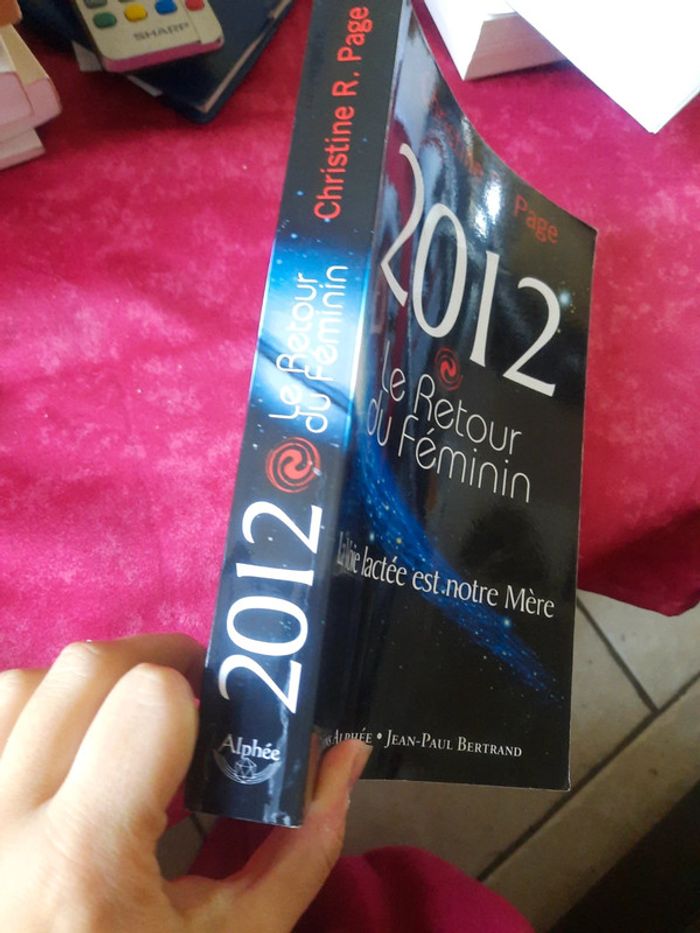 SHARP
Christine R. Page
Le Retour
du Féminin
2012
Alphée
Page
2012
Le Retour
du Féminin
La Voie lactée est notre Mère
ALPHÉE • JEAN-PAUL BERTRAND